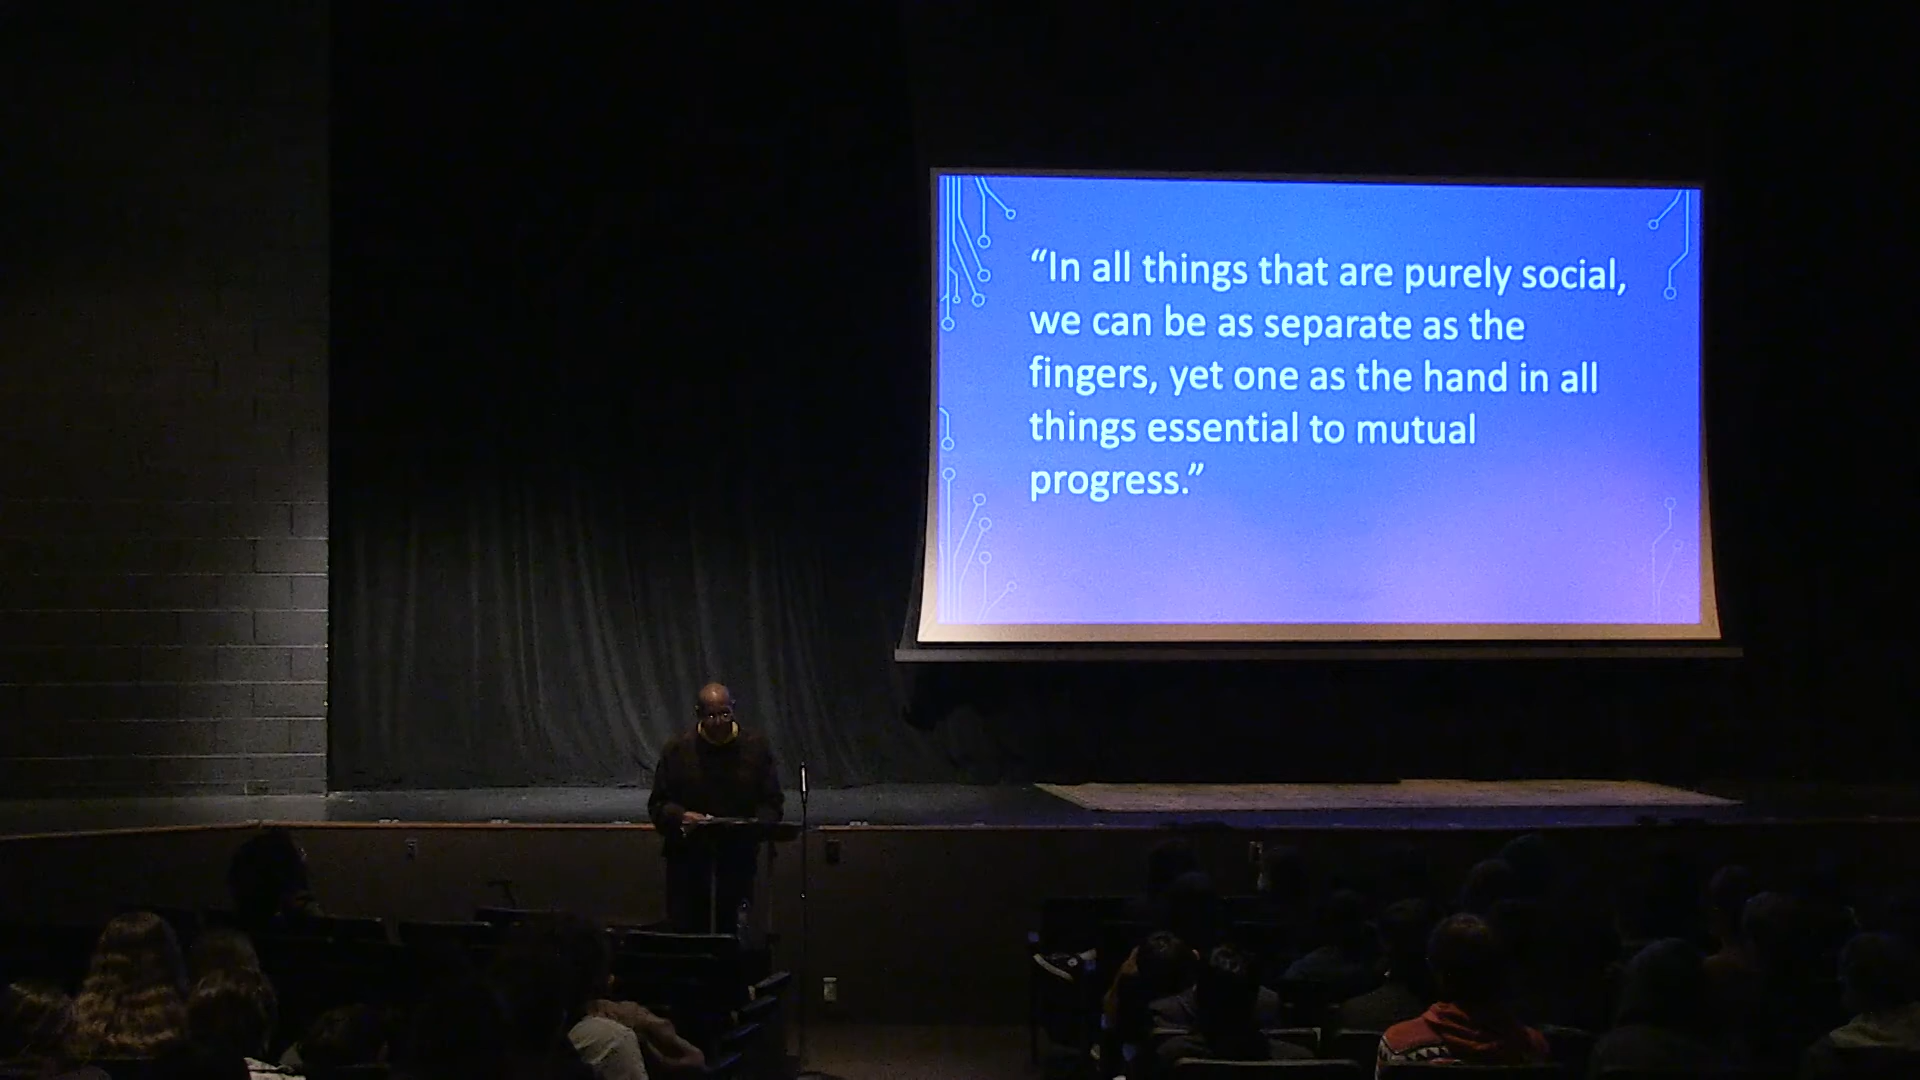 “In all things that are purely social,
we can be as separate as the
fingers, yet one as the hand in all
things essential to mutual
progress.”